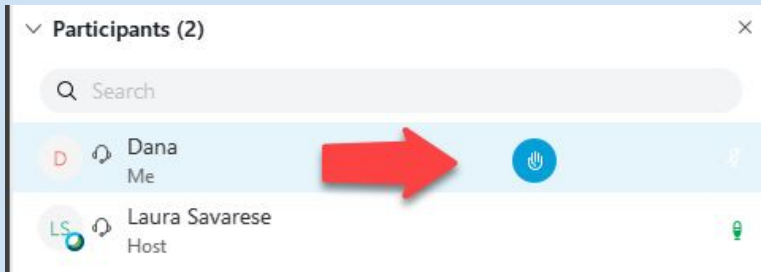 Participants (2)
Search
D
Dana
Me
LS
Laura Savarese
Host